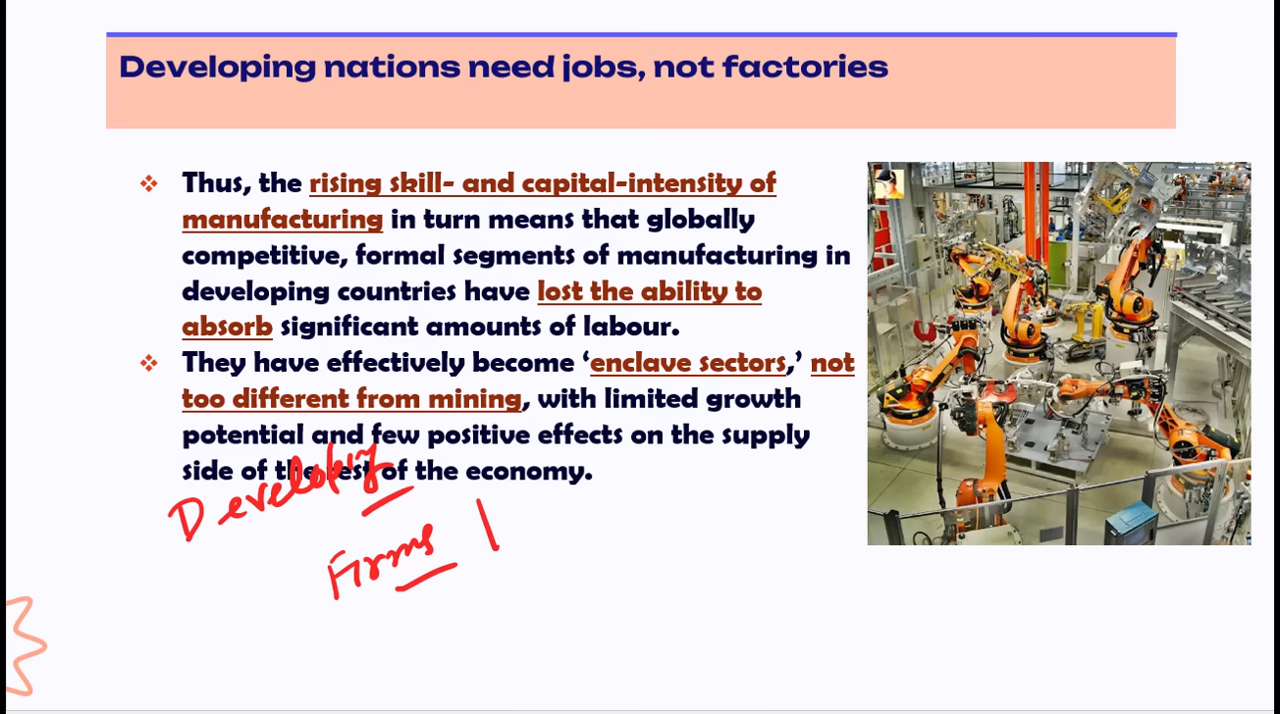 Developing nations need jobs, not factories
Thus, the rising skill- and capital-intensity of
manufacturing in turn means that globally
competitive, formal segments of manufacturing in
developing countries have lost the ability to
absorb significant amounts of labour.
They have effectively become ‘enclave sectors,’ not
too different from mining, with limited growth
potential and few positive effects on the supply
side of the rest of the economy.
Developing
Firms